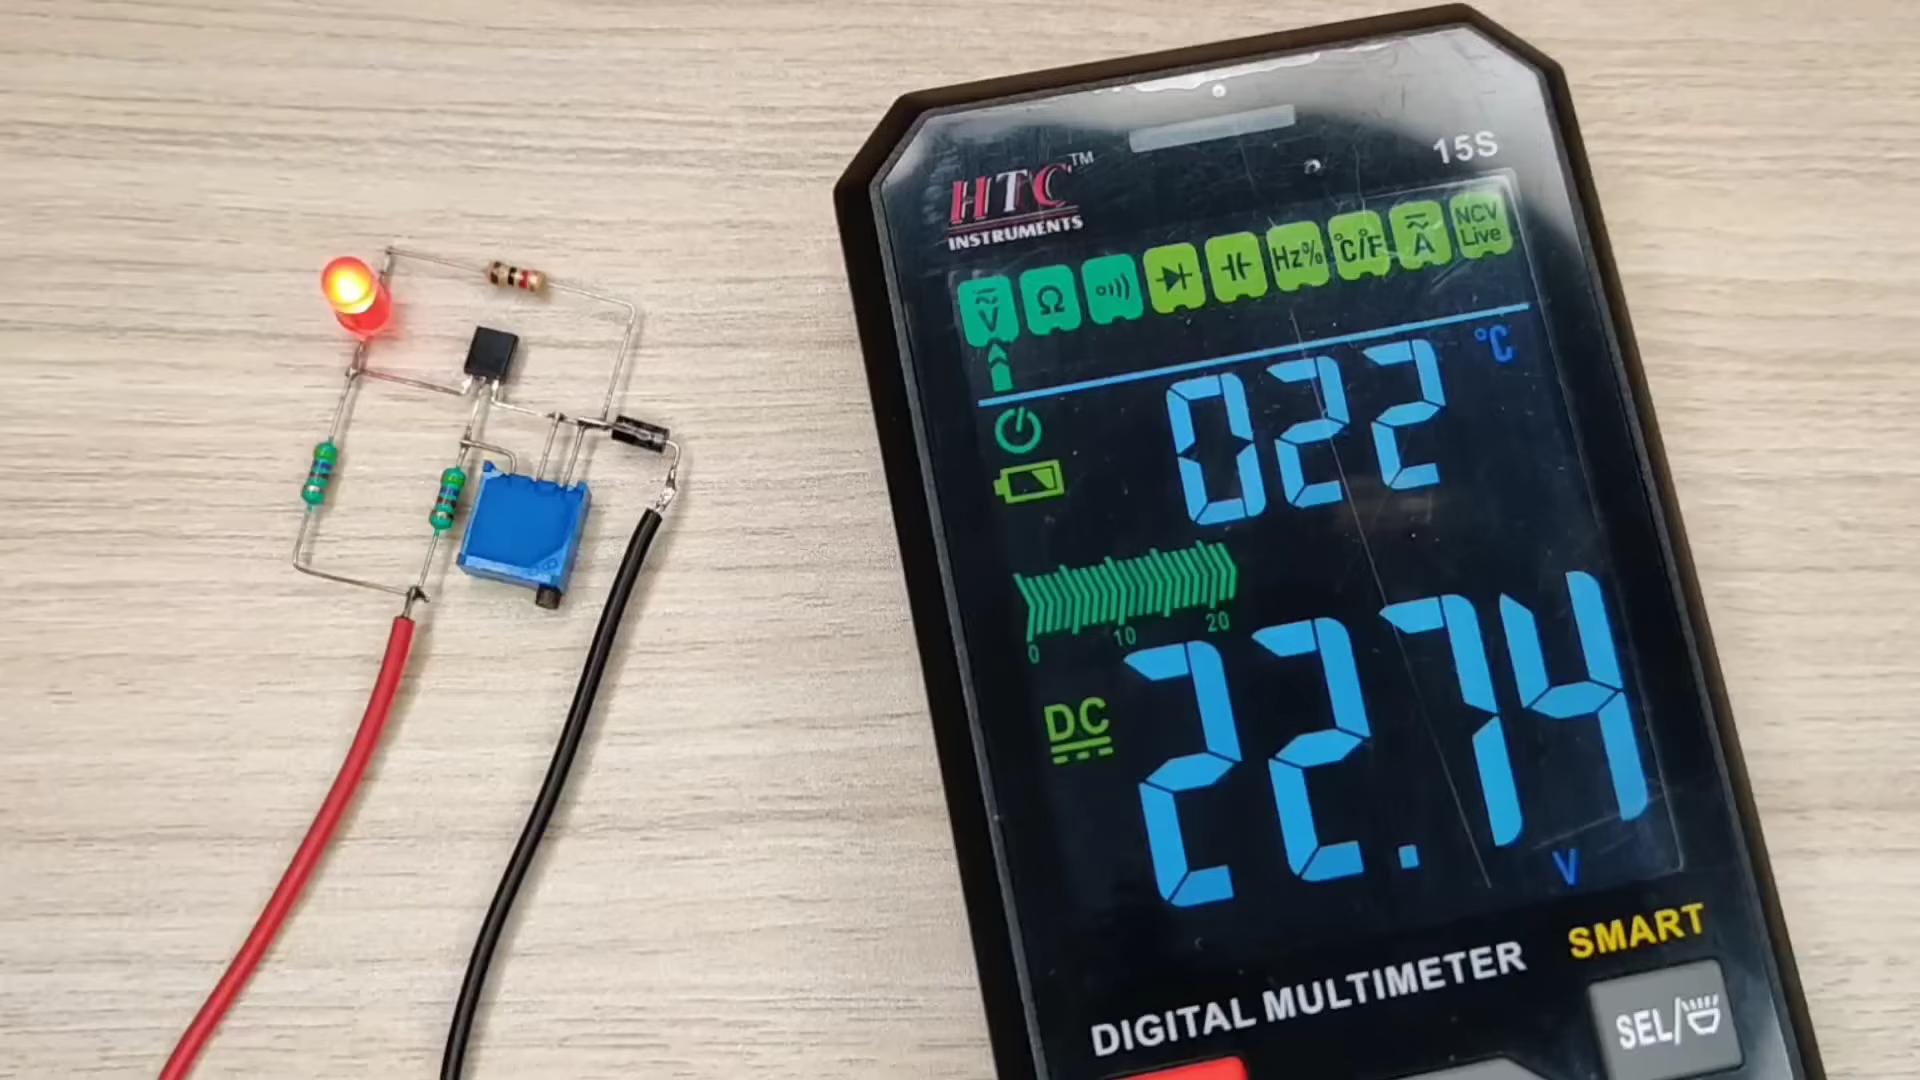 15S
HTC™
INSTRUMENTS
V Ω Hz% °C/°F A NCV Live
022 °C
0 10 20
DC
22.74
V
SMART
DIGITAL MULTIMETER
SEL/